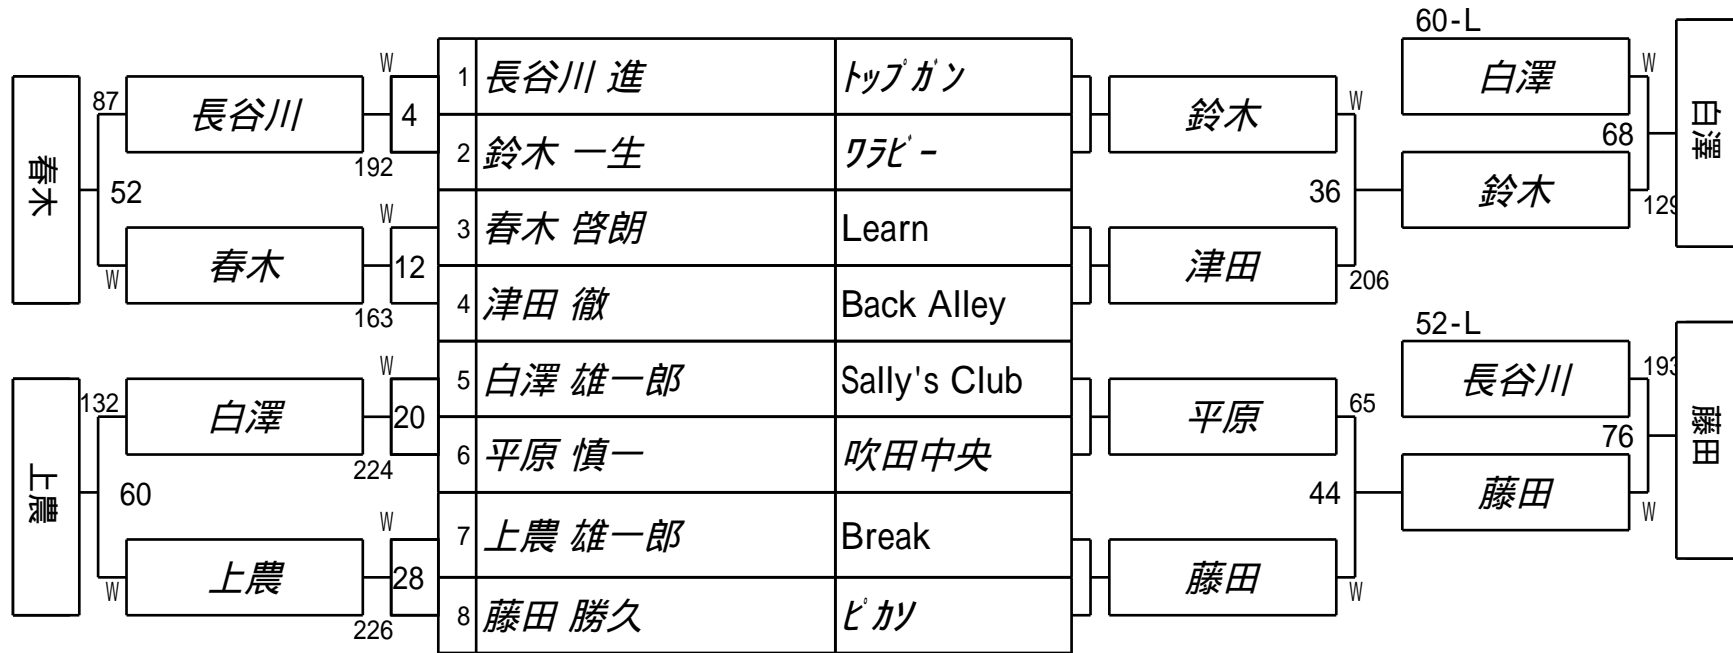 60-L
W
1 長谷川 進 トップガン
白澤
W
87
長谷川
4
鈴木
W
白澤
2 鈴木 一生 ワラビー
68
192
春木
52
36
鈴木
129
W
3 春木 啓朗 Learn
春木
12
津田
W
206
163
4 津田 徹 Back Alley
52-L
W
5 白澤 雄一郎 Sally's Club
長谷川
193
132
白澤
20
平原
65
藤田
6 平原 慎一 吹田中央
76
224
上農
60
44
藤田
W
W
7 上農 雄一郎 Break
上農
28
藤田
W
W
8 藤田 勝久 ピカソ
226